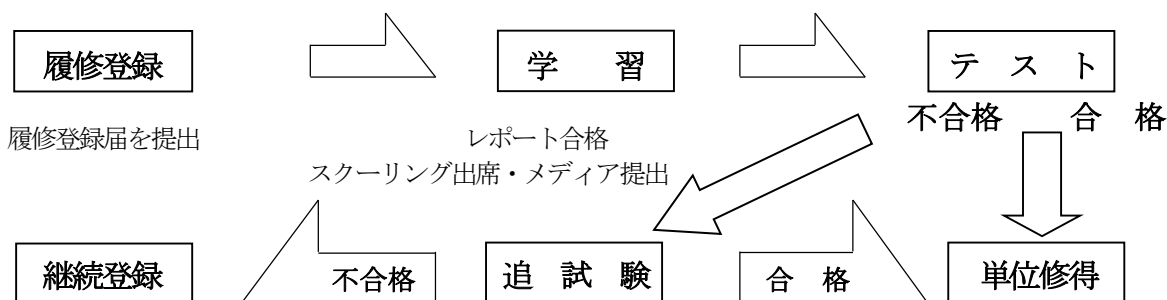 履修登録
学　習
テ　ス　ト
不合格　合　格
履修登録届を提出
レポート合格
スクーリング出席・メディア提出
継続登録
不合格
追　試　験
合　格
単位修得